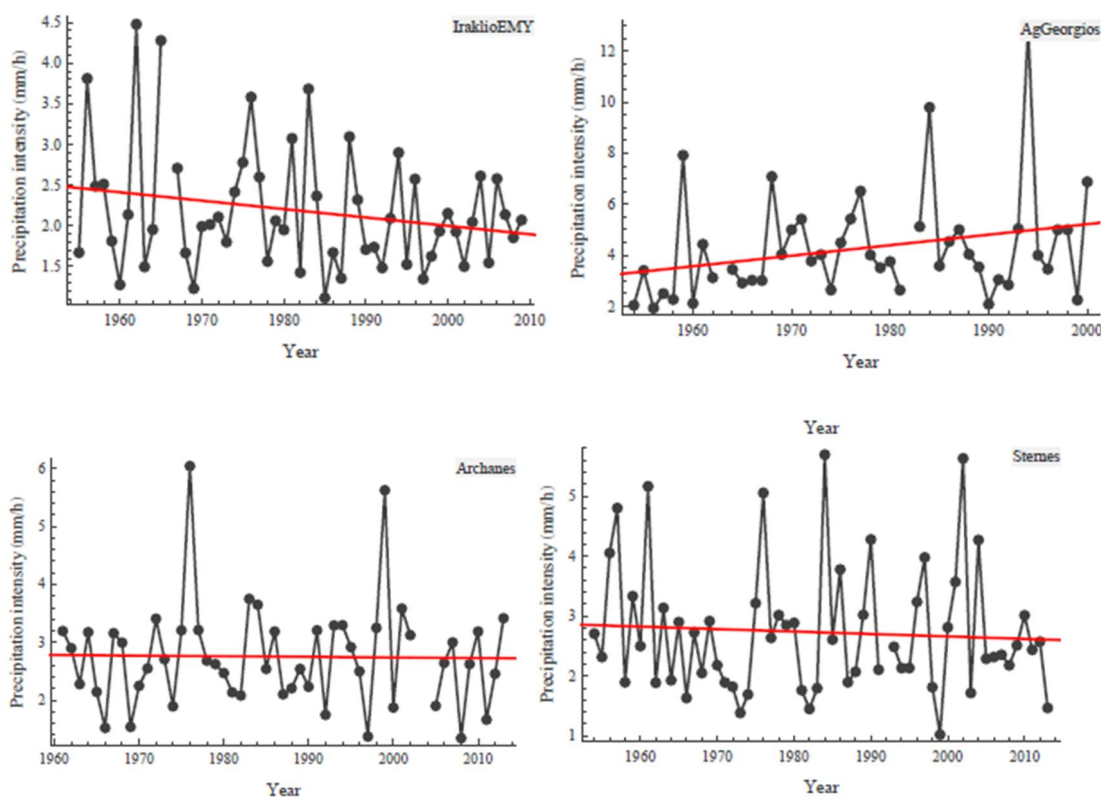 IraklioEMY
Precipitation intensity (mm/h)
4.5
4.0
3.5
3.0
2.5
2.0
1.5
1960 1970 1980 1990 2000 2010
Year
AgGeorgios
Precipitation intensity (mm/h)
12
10
8
6
4
2
1960 1970 1980 1990 2000
Year
Archanes
Precipitation intensity (mm/h)
6
5
4
3
2
1960 1970 1980 1990 2000 2010
Year
Year
Sternes
Precipitation intensity (mm/h)
5
4
3
2
1
1960 1970 1980 1990 2000 2010
Year